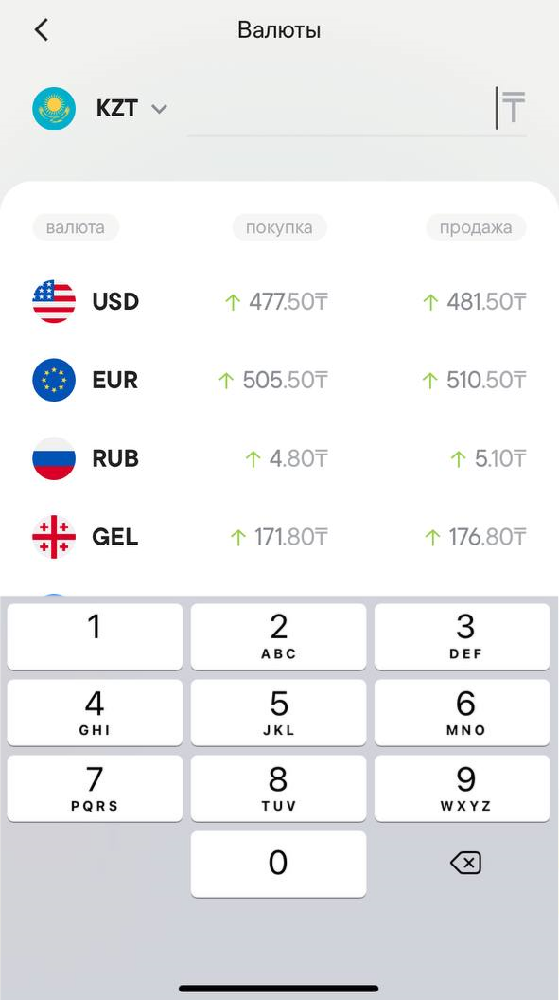 Валюты
KZT ₸
валюта покупка продажа
USD ↑ 477.50₸ ↑ 481.50₸
EUR ↑ 505.50₸ ↑ 510.50₸
RUB ↑ 4.80₸ ↑ 5.10₸
GEL ↑ 171.80₸ ↑ 176.80₸
1 2 3
ABC DEF
4 5 6
GHI JKL MNO
7 8 9
PQRS TUV WXYZ
0